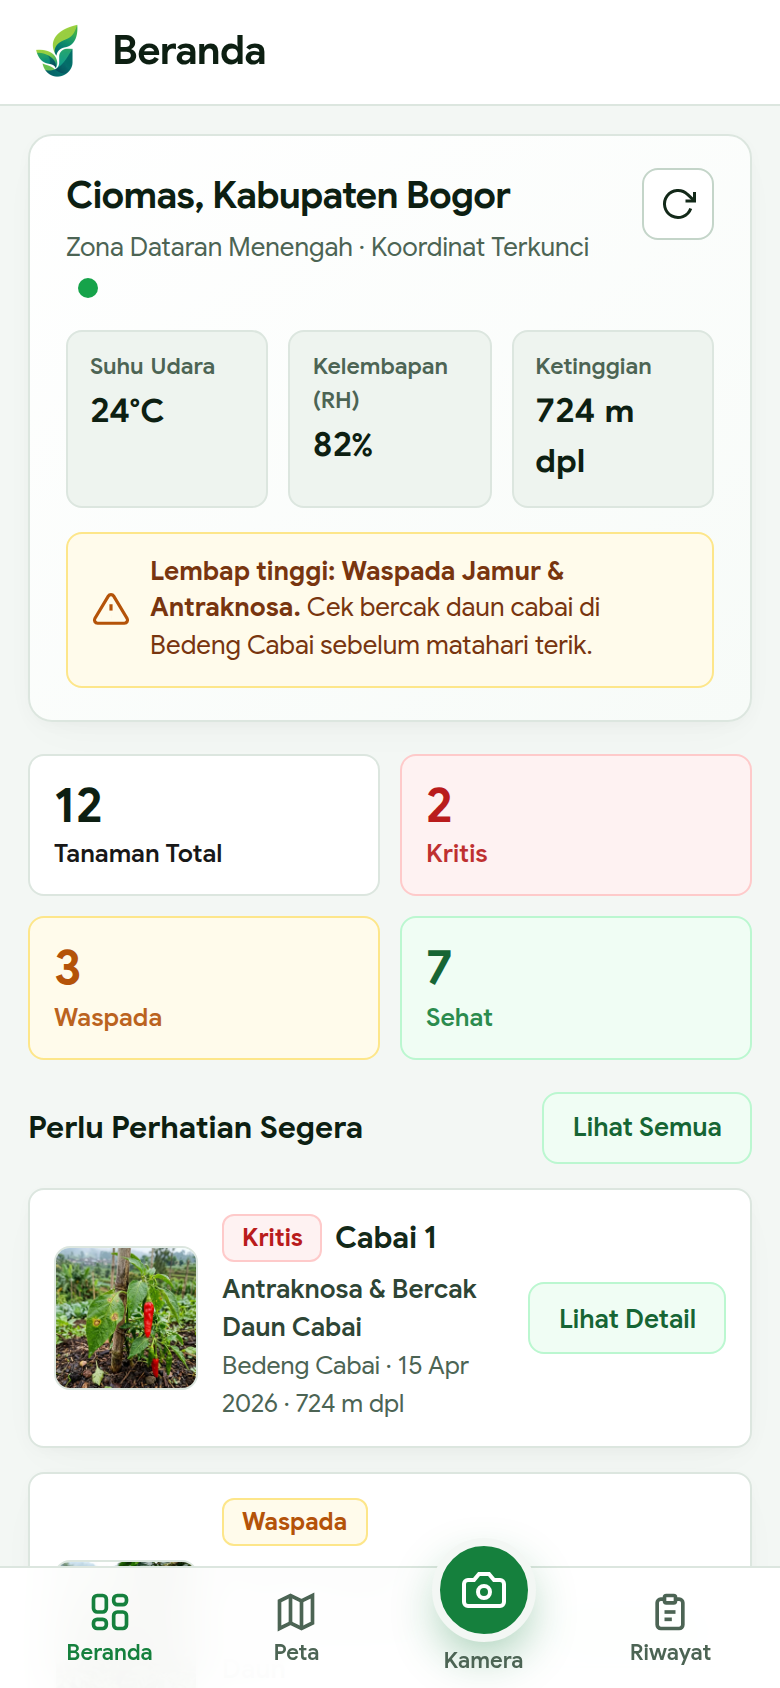 Beranda
Ciomas, Kabupaten Bogor
Zona Dataran Menengah · Koordinat Terkunci
Suhu Udara
24°C
Kelembapan
(RH)
82%
Ketinggian
724 m
dpl
Lembap tinggi: Waspada Jamur &
Antraknosa. Cek bercak daun cabai di
Bedeng Cabai sebelum matahari terik.
12
Tanaman Total
2
Kritis
3
Waspada
7
Sehat
Perlu Perhatian Segera
Lihat Semua
Kritis
Cabai 1
Antraknosa & Bercak
Daun Cabai
Bedeng Cabai · 15 Apr
2026 · 724 m dpl
Lihat Detail
Waspada
Beranda
Peta
Kamera
Riwayat